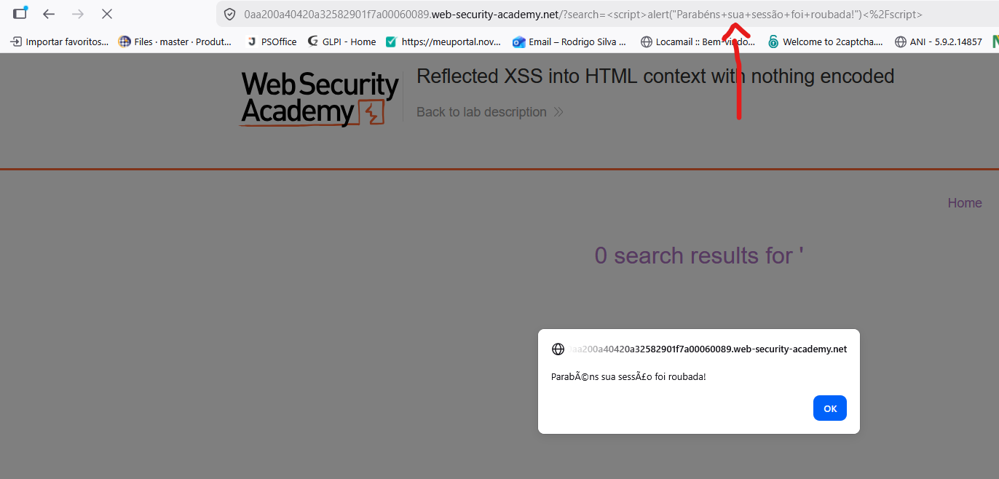 0aa200a40420a32582901f7a00060089.web-security-academy.net/?search=<script>alert("Parabéns+sua+sessão+foi+roubada!")<%2Fscript>
Importar favoritos... Files · master · Produt... PSOffice GLPI - Home https://meuportal.nov... Email – Rodrigo Silva ... Locamail :: Bem-vindo... Welcome to 2captcha.... ANI - 5.9.2.14857
Web Security
Academy
Reflected XSS into HTML context with nothing encoded
Back to lab description
Home
0 search results for '
aa200a40420a32582901f7a00060089.web-security-academy.net
ParabÃ©ns sua sessÃ£o foi roubada!
OK